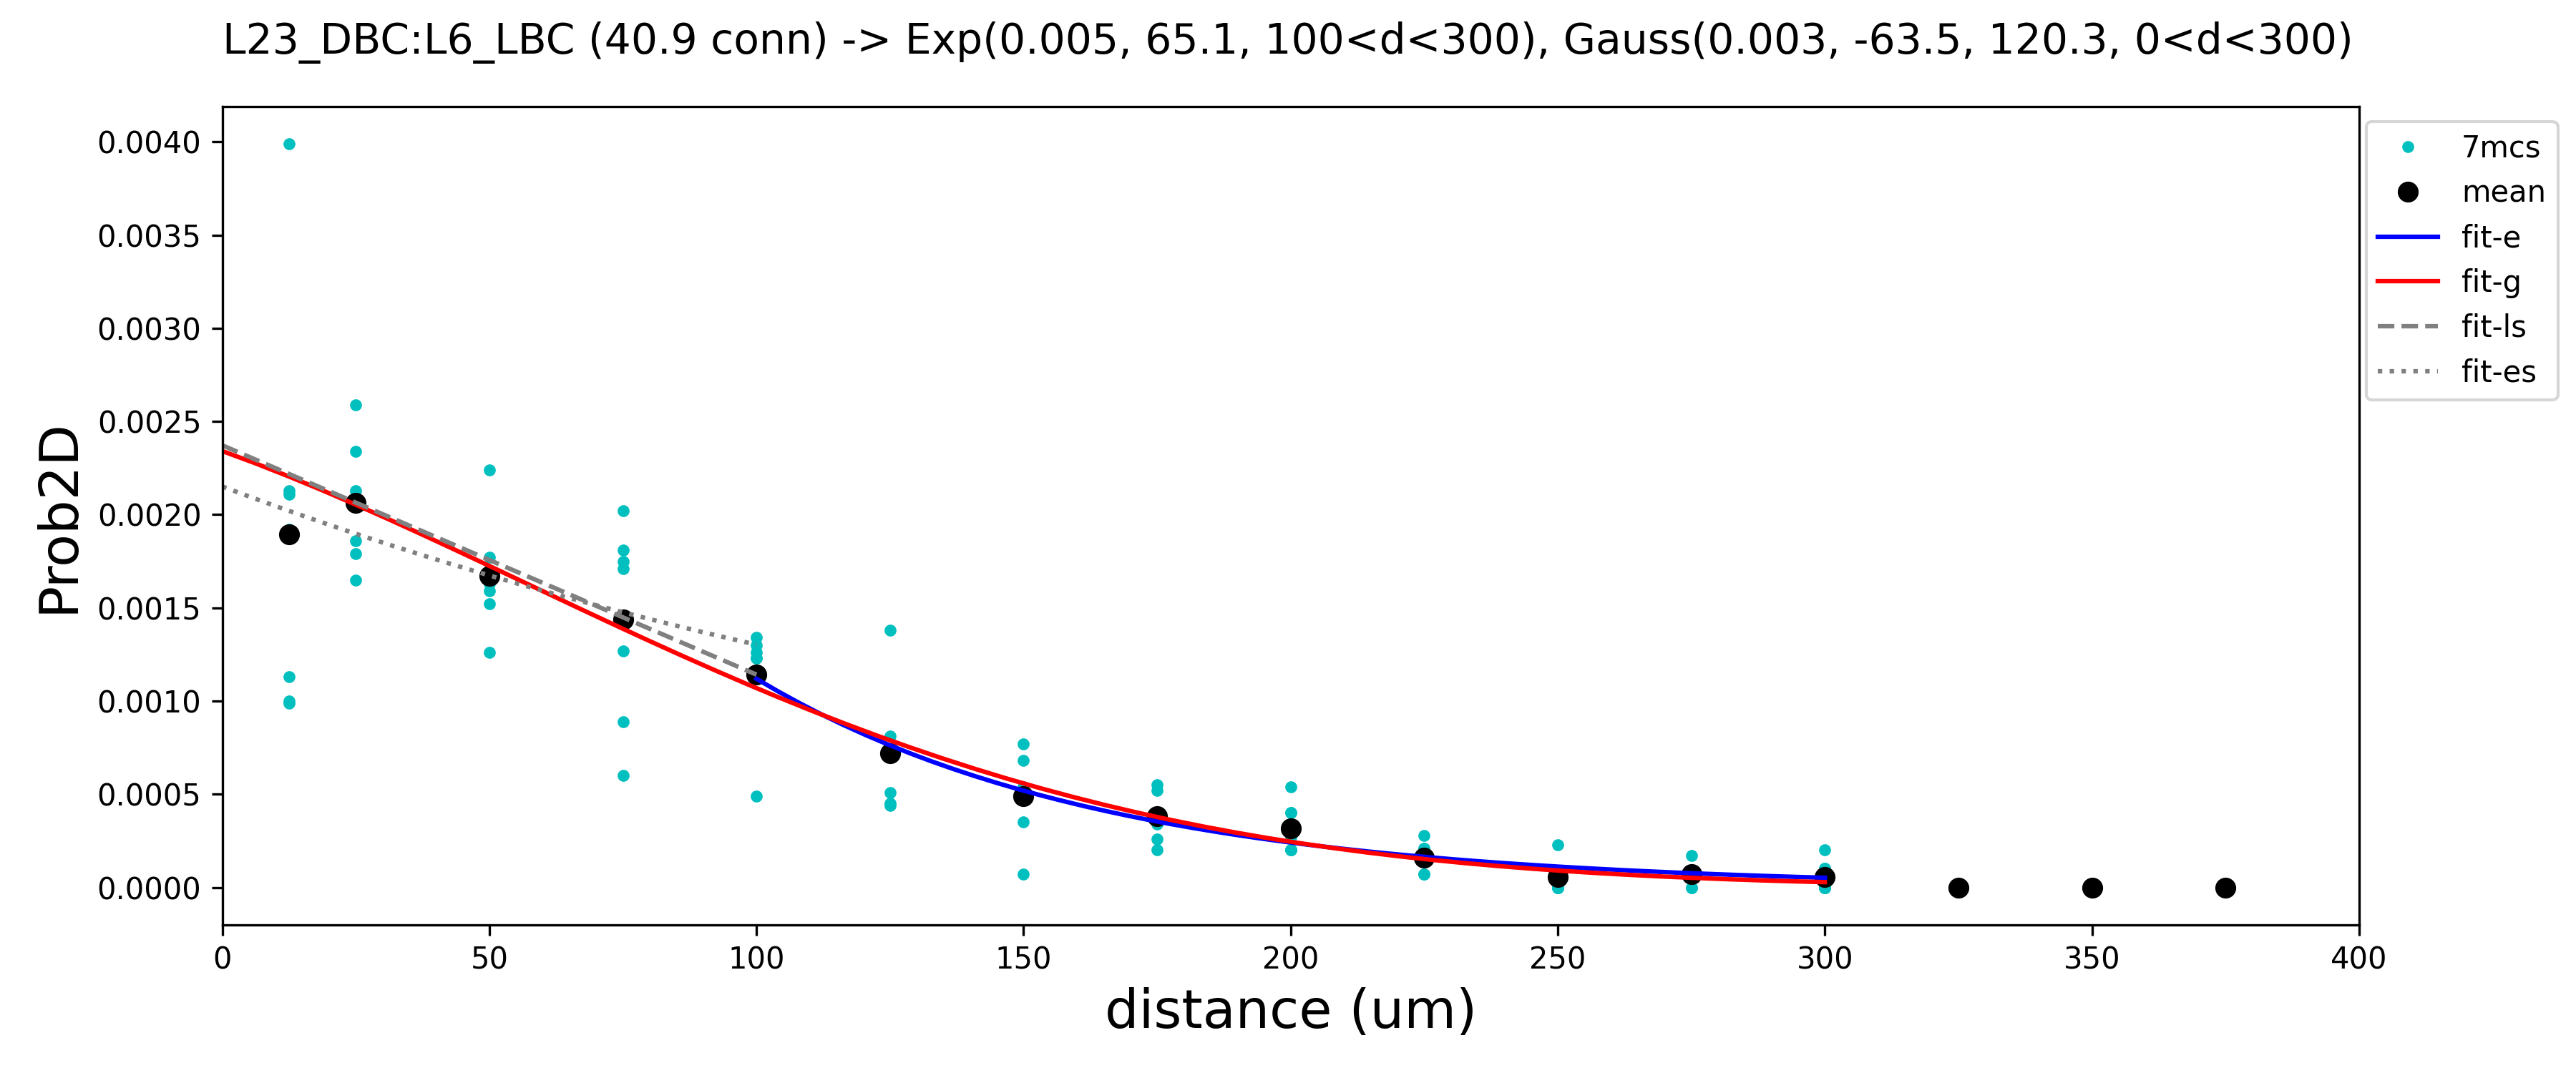 L23_DBC:L6_LBC (40.9 conn) -> Exp(0.005, 65.1, 100<d<300), Gauss(0.003, -63.5, 120.3, 0<d<300)
0.0040
0.0035
0.0030
0.0025
0.0020
0.0015
0.0010
0.0005
0.0000
Prob2D
0 50 100 150 200 250 300 350 400
distance (um)
7mcs
mean
fit-e
fit-g
fit-ls
fit-es